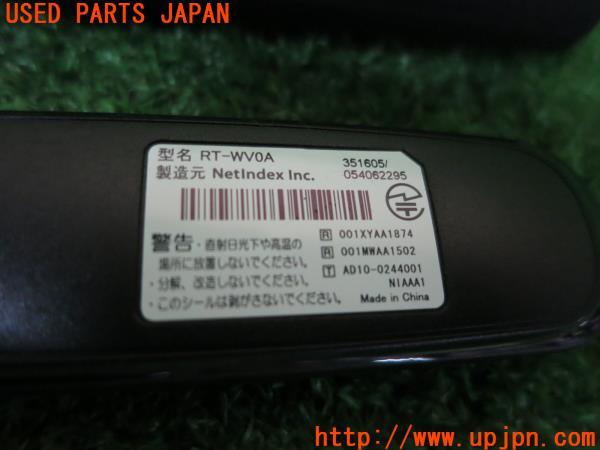 USED PARTS JAPAN
型名 RT-WV0A
351605/
製造元 NetIndex Inc.
054062295
警告・直射日光下や高温の
場所に放置しないでください。
・分解、改造しないでください。
・このシールは剥がさないでください。
R 001XYAA1874
R 001MWAA1502
T AD10-0244001
N1AAA1
Made in China
UPJ
URL:
http://www.upjpn.com